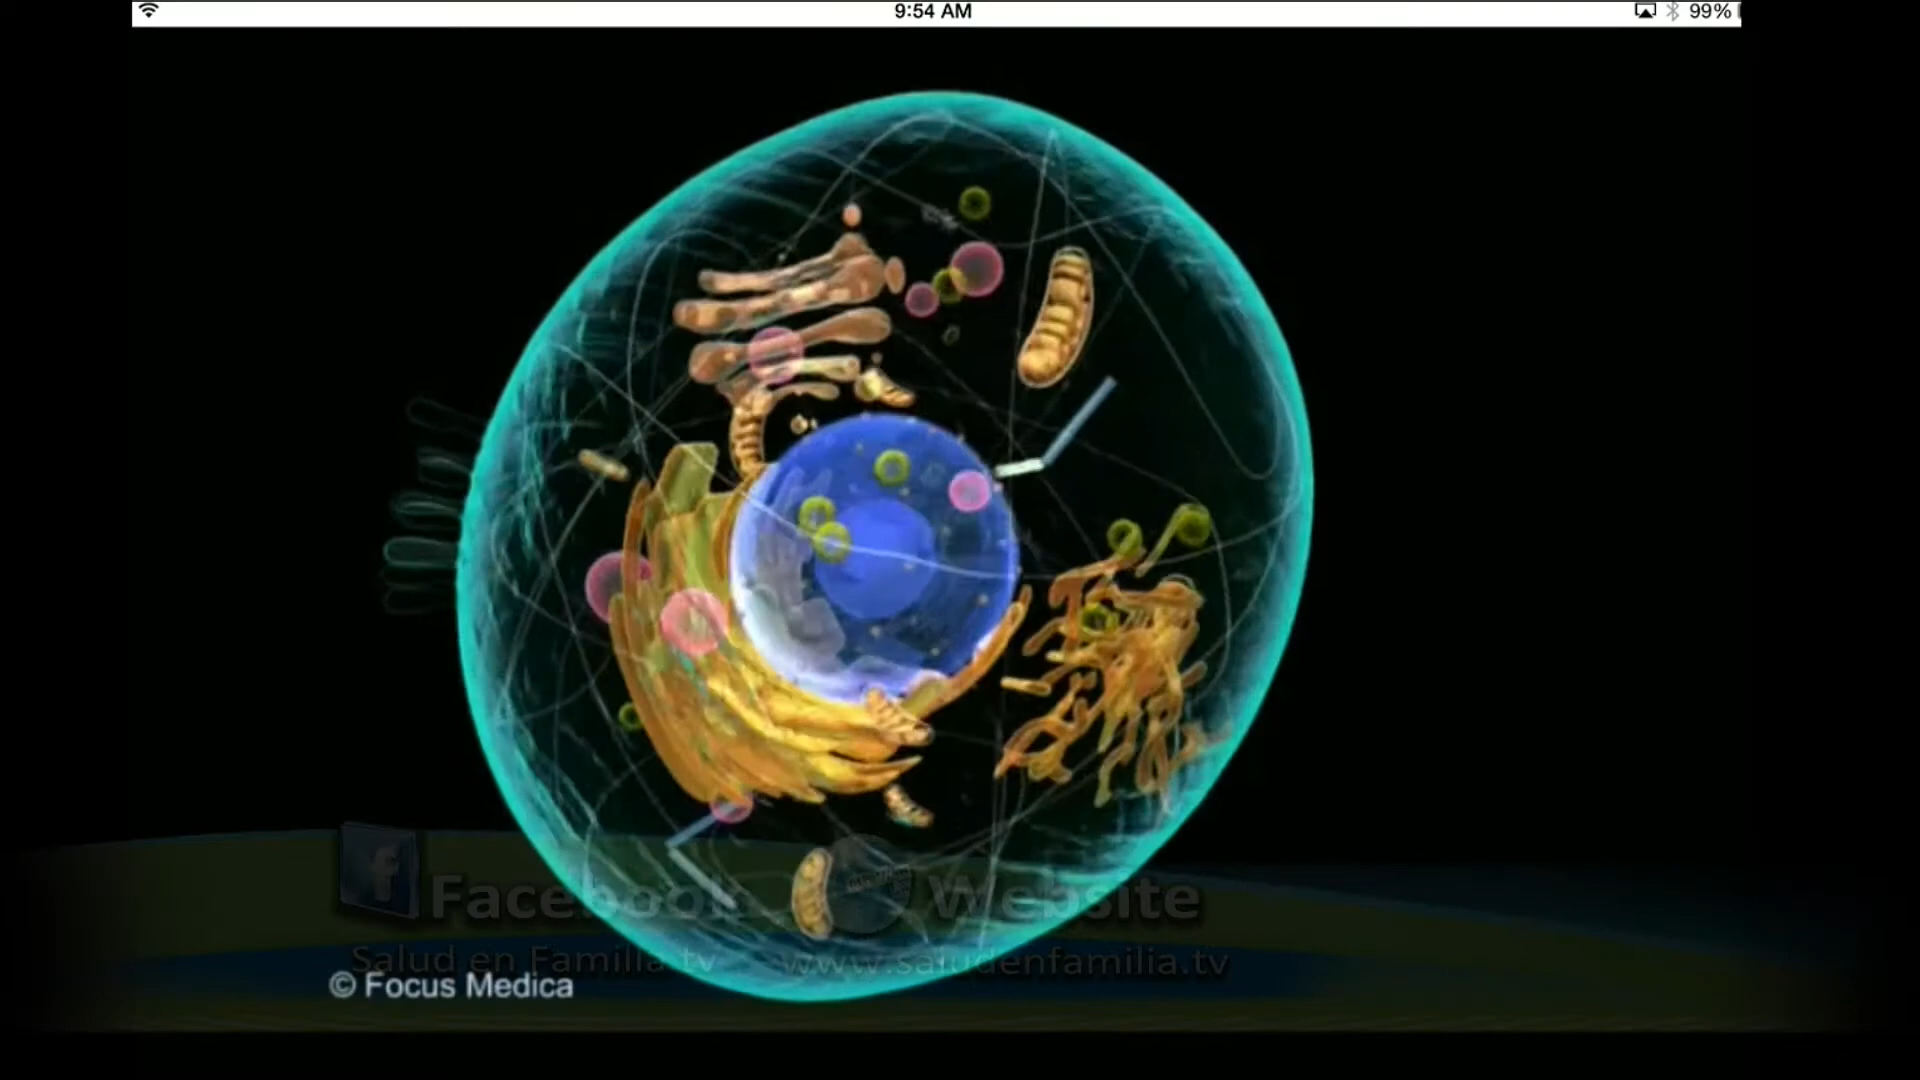 9:54 AM
99%
Facebook
Website
Salud en Familia.tv
www.saludenfamilia.tv
© Focus Medica